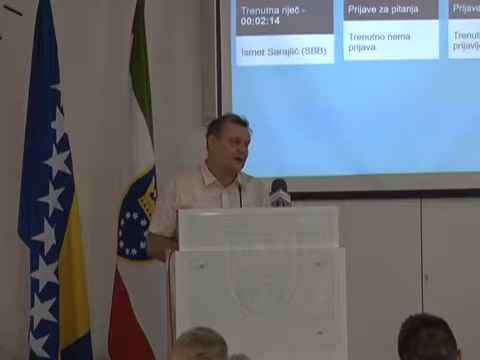 Trenutna riječ -
00:02:14
Ismet Sarajlić (SBB)
Prijave za pitanja
Trenutno nema
prijava.